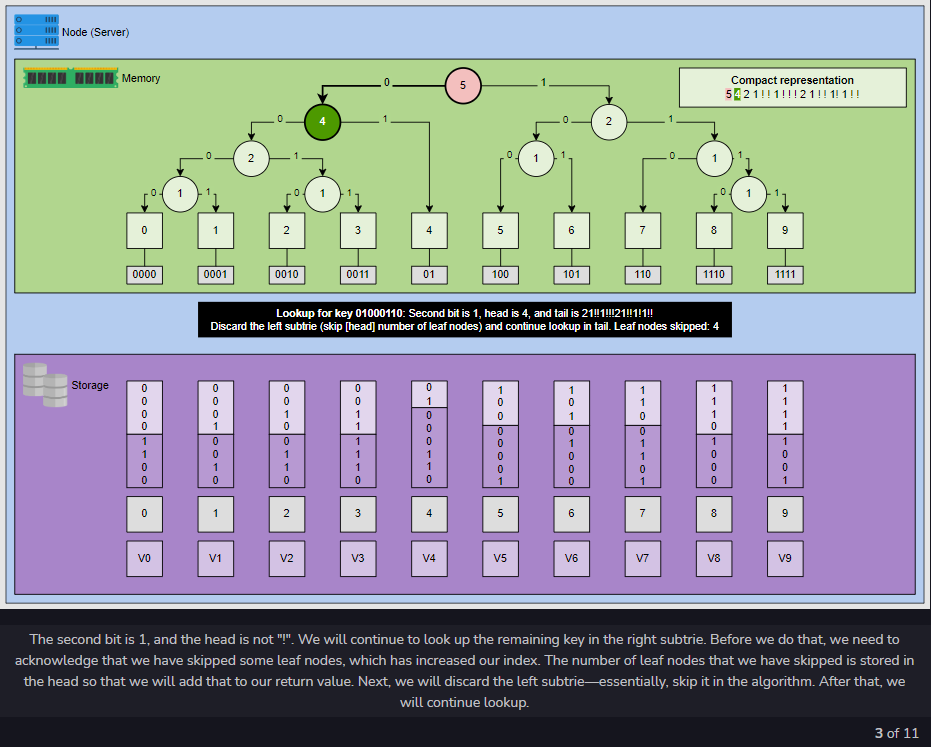 Node (Server)
Memory
Compact representation
5 4 2 1 ! ! 1 ! ! ! 2 1 ! ! 1 ! 1 ! !
0 5 1
0 4 1 0 2 1
0 2 1 0 1 1 0 1 1
0 1 1 0 1 1 0 1 1
0 1 2 3 4 5 6 7 8 9
0000 0001 0010 0011 01 100 101 110 1110 1111
Lookup for key 01000110: Second bit is 1, head is 4, and tail is 21!!1!!!21!!1!1!!
Discard the left subtrie (skip [head] number of leaf nodes) and continue lookup in tail. Leaf nodes skipped: 4
Storage
0 0 0 0 0 1 1 1 1 1
0 0 0 0 1 0 0 1 1 1
0 0 1 1 0 0 1 0 1 1
0 1 0 1 0 0 0 0 0 1
1 0 0 1 0 0 1 1 1 1
1 0 1 1 1 0 0 1 0 0
0 1 1 1 1 0 0 0 0 0
0 0 0 0 0 1 0 1 0 1
0 1 2 3 4 5 6 7 8 9
V0 V1 V2 V3 V4 V5 V6 V7 V8 V9
The second bit is 1, and the head is not "!". We will continue to look up the remaining key in the right subtrie. Before we do that, we need to
acknowledge that we have skipped some leaf nodes, which has increased our index. The number of leaf nodes that we have skipped is stored in
the head so that we will add that to our return value. Next, we will discard the left subtrie—essentially, skip it in the algorithm. After that, we
will continue lookup.
3 of 11